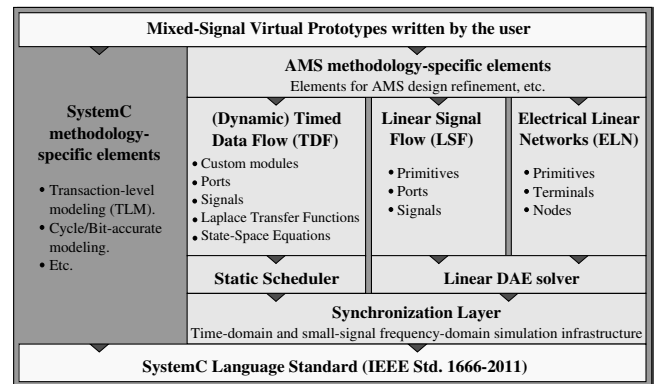 Mixed-Signal Virtual Prototypes written by the user
AMS methodology-specific elements
Elements for AMS design refinement, etc.
SystemC
methodology-
specific elements
• Transaction-level
modeling (TLM).
• Cycle/Bit-accurate
modeling.
• Etc.
(Dynamic) Timed
Data Flow (TDF)
• Custom modules
• Ports
• Signals
• Laplace Transfer Functions
• State-Space Equations
Linear Signal
Flow (LSF)
• Primitives
• Ports
• Signals
Electrical Linear
Networks (ELN)
• Primitives
• Terminals
• Nodes
Static Scheduler
Linear DAE solver
Synchronization Layer
Time-domain and small-signal frequency-domain simulation infrastructure
SystemC Language Standard (IEEE Std. 1666-2011)